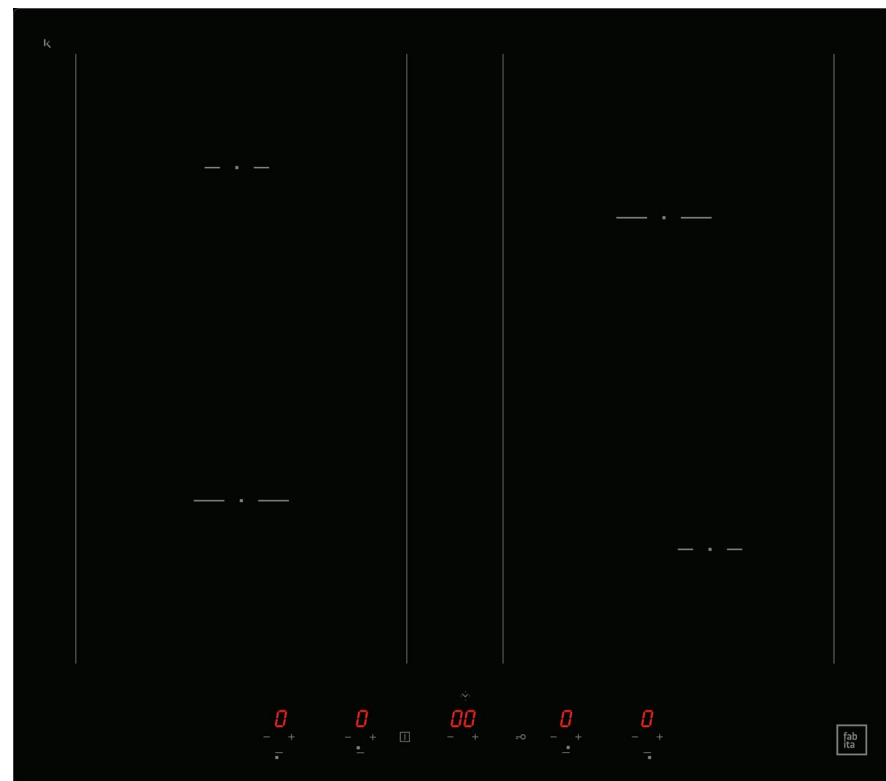 k
0 0 00 0 0
- + - + - + - + - +
fab
ita